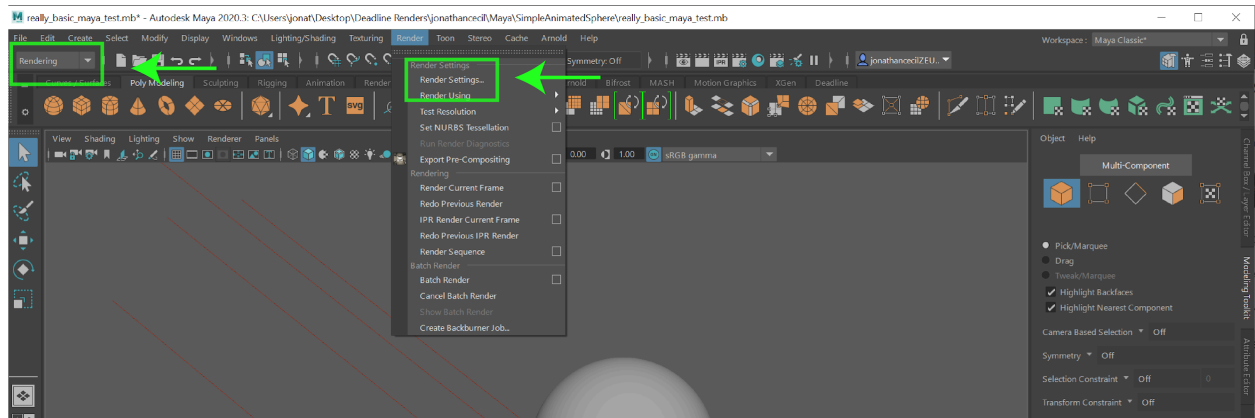 really_basic_maya_test.mb* - Autodesk Maya 2020.3: C:\Users\jonat\Desktop\Deadline Renders\jonathancecil\Maya\SimpleAnimatedSphere\really_basic_maya_test.mb
File Edit Create Select Modify Display Windows Lighting/Shading Texturing Render Toon Stereo Cache Arnold Help
Workspace : Maya Classic*
Rendering
Symmetry: Off
jonathancecilZEU...
Curves / Surfaces Poly Modeling Sculpting Rigging Animation Render
Arnold Bifrost MASH Motion Graphics XGen Deadline
T
svg
Render Settings
Render Settings...
Render Using
Test Resolution
Set NURBS Tessellation
Run Render Diagnostics
Export Pre-Compositing
Rendering
Render Current Frame
Redo Previous Render
IPR Render Current Frame
Redo Previous IPR Render
Render Sequence
Batch Render
Batch Render
Cancel Batch Render
Show Batch Render
Create Backburner Job...
View Shading Lighting Show Renderer Panels
0.00 1.00 sRGB gamma
Object Help
Multi-Component
Pick/Marquee
Drag
Tweak/Marquee
Highlight Backfaces
Highlight Nearest Component
Camera Based Selection Off
Symmetry Off
Selection Constraint Off 0
Transform Constraint Off
Channel Box / Layer Editor
Modeling Toolkit
Attribute Editor